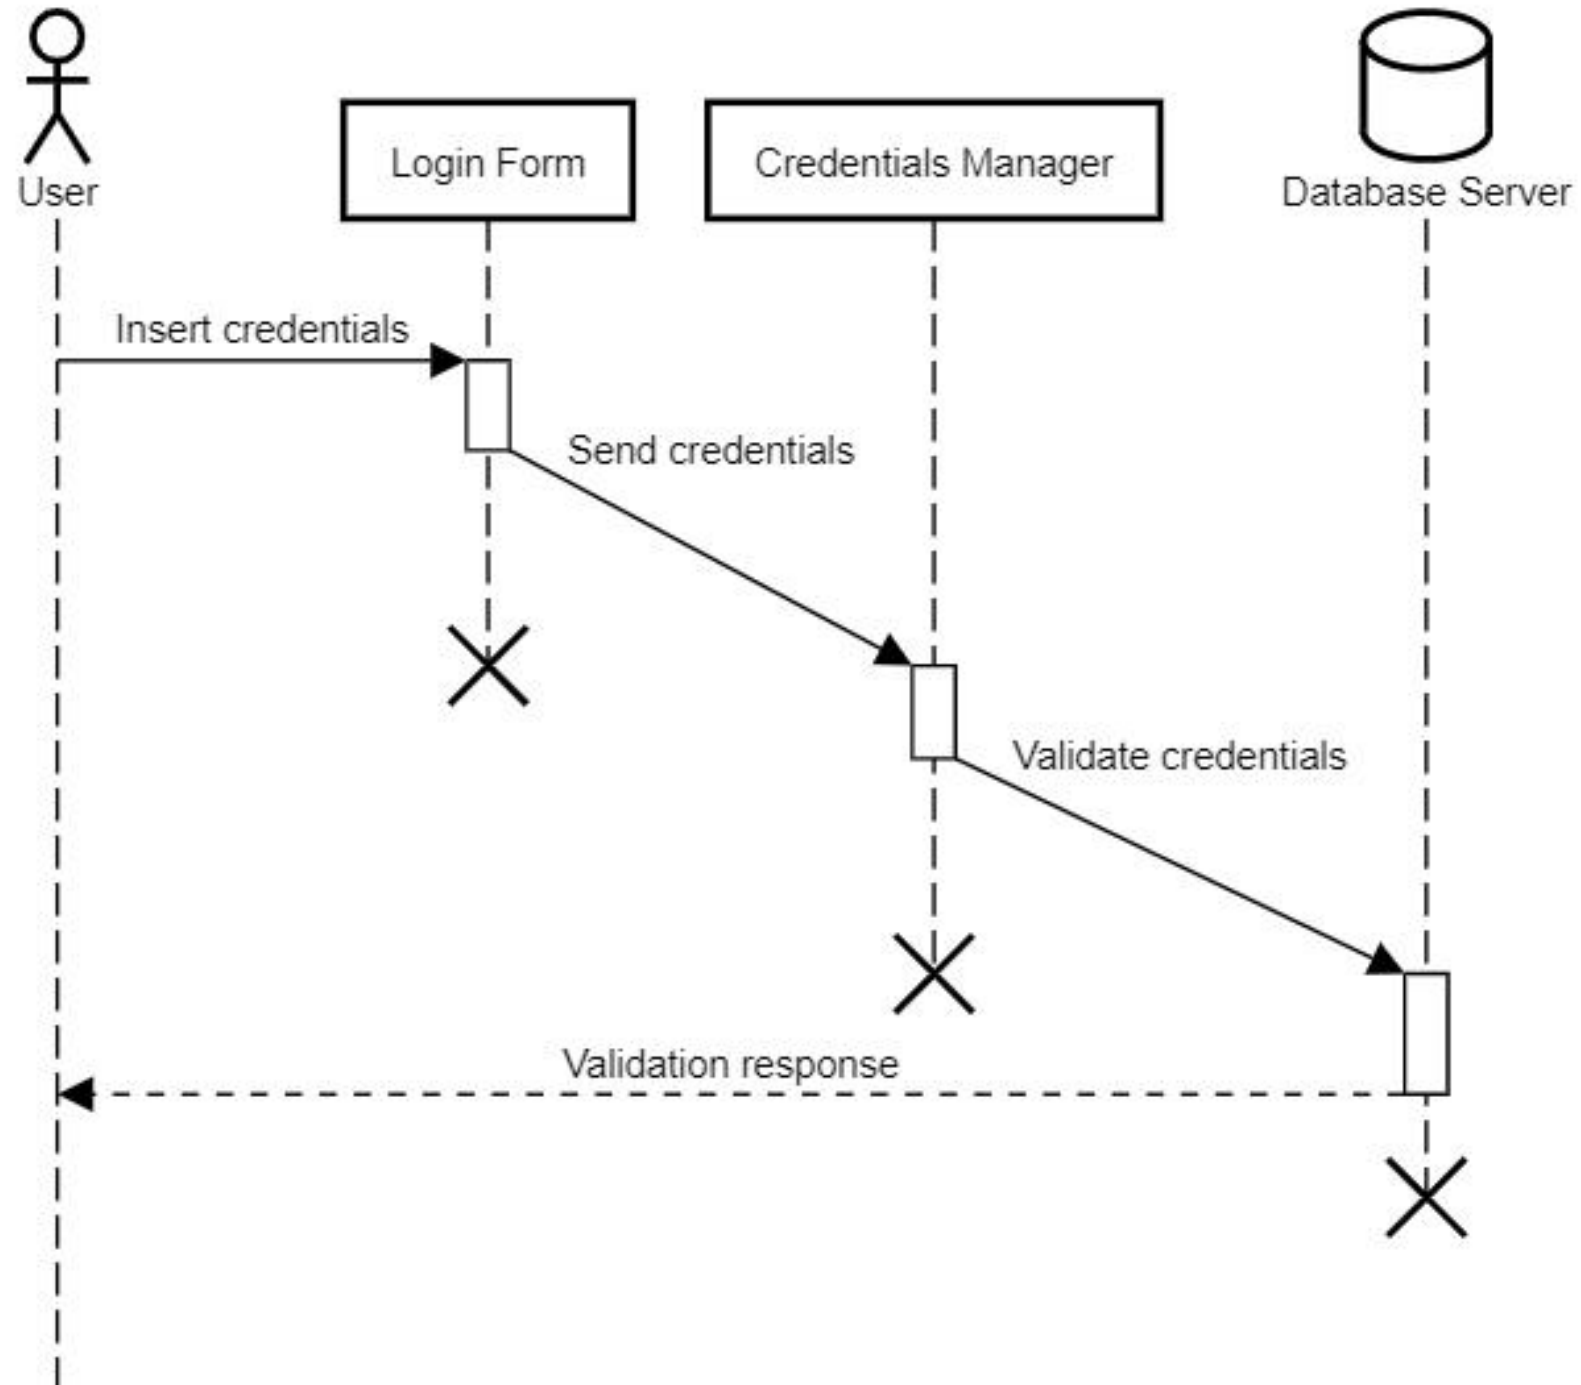 User
Login Form
Credentials Manager
Database Server
Insert credentials
Send credentials
Validate credentials
Validation response